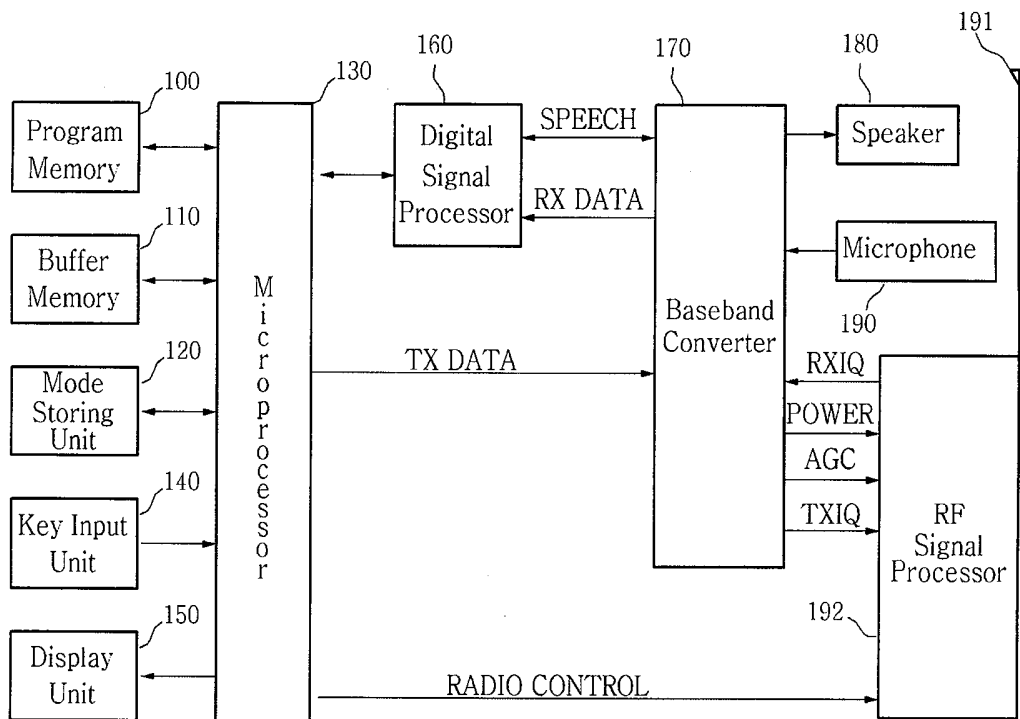 100
Program
Memory
110
Buffer
Memory
120
Mode
Storing
Unit
140
Key Input
Unit
150
Display
Unit
130
Microprocessor
160
Digital
Signal
Processor
SPEECH
RX DATA
TX DATA
RADIO CONTROL
170
Baseband
Converter
180
Speaker
Microphone
190
191
RXIQ
POWER
AGC
TXIQ
RF
Signal
Processor
192